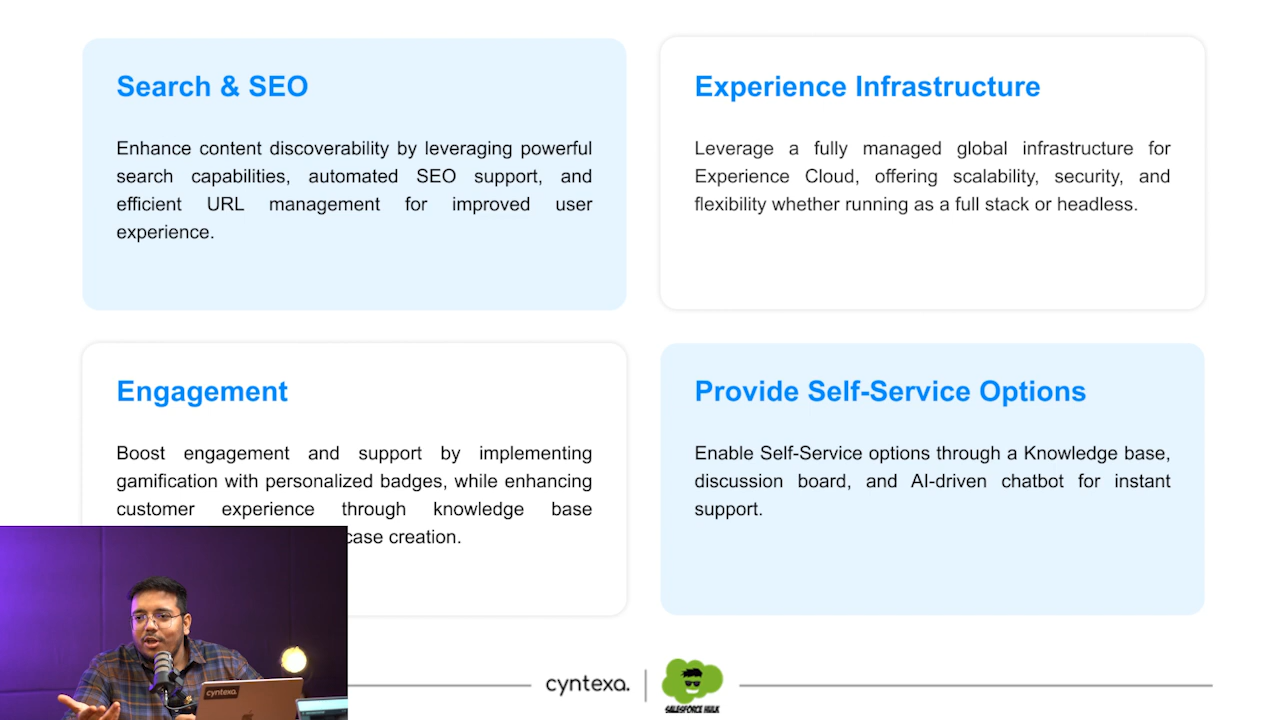 Search & SEO
Enhance content discoverability by leveraging powerful
search capabilities, automated SEO support, and
efficient URL management for improved user
experience.
Experience Infrastructure
Leverage a fully managed global infrastructure for
Experience Cloud, offering scalability, security, and
flexibility whether running as a full stack or headless.
Engagement
Boost engagement and support by implementing
gamification with personalized badges, while enhancing
customer experience through knowledge base
case creation.
Provide Self-Service Options
Enable Self-Service options through a Knowledge base,
discussion board, and AI-driven chatbot for instant
support.
cyntexa.
cyntexa.
SALESFORCE HULK